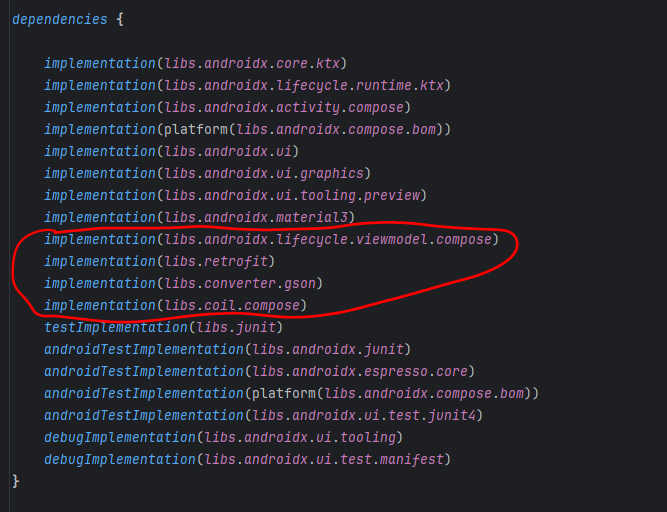 dependencies {
implementation(libs.androidx.core.ktx)
implementation(libs.androidx.lifecycle.runtime.ktx)
implementation(libs.androidx.activity.compose)
implementation(platform(libs.androidx.compose.bom))
implementation(libs.androidx.ui)
implementation(libs.androidx.ui.graphics)
implementation(libs.androidx.ui.tooling.preview)
implementation(libs.androidx.material3)
implementation(libs.androidx.lifecycle.viewmodel.compose)
implementation(libs.retrofit)
implementation(libs.converter.gson)
implementation(libs.coil.compose)
testImplementation(libs.junit)
androidTestImplementation(libs.androidx.junit)
androidTestImplementation(libs.androidx.espresso.core)
androidTestImplementation(platform(libs.androidx.compose.bom))
androidTestImplementation(libs.androidx.ui.test.junit4)
debugImplementation(libs.androidx.ui.tooling)
debugImplementation(libs.androidx.ui.test.manifest)
}